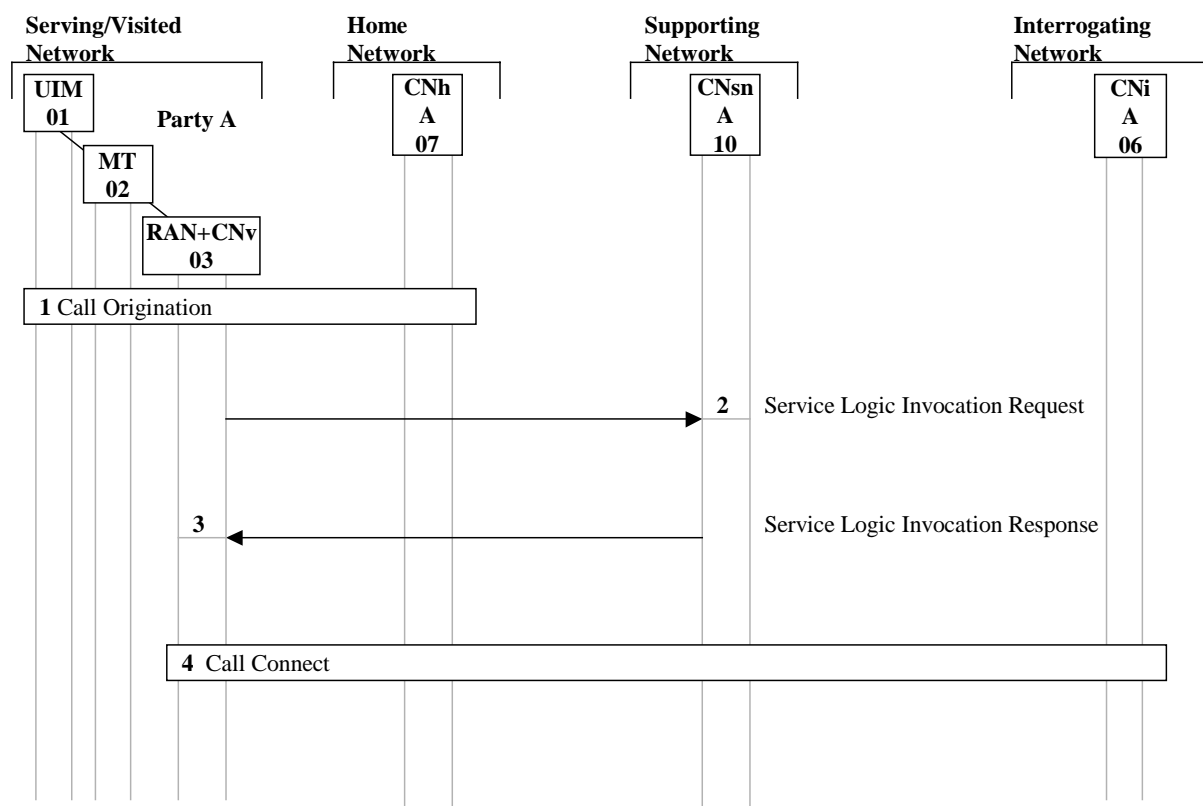 Serving/Visited
Network
Home
Network
Supporting
Network
Interrogating
Network
UIM
01
Party A
MT
02
RAN+CNv
03
CNh
A
07
CNsn
A
10
CNi
A
06
1 Call Origination
2 Service Logic Invocation Request
3 Service Logic Invocation Response
4 Call Connect